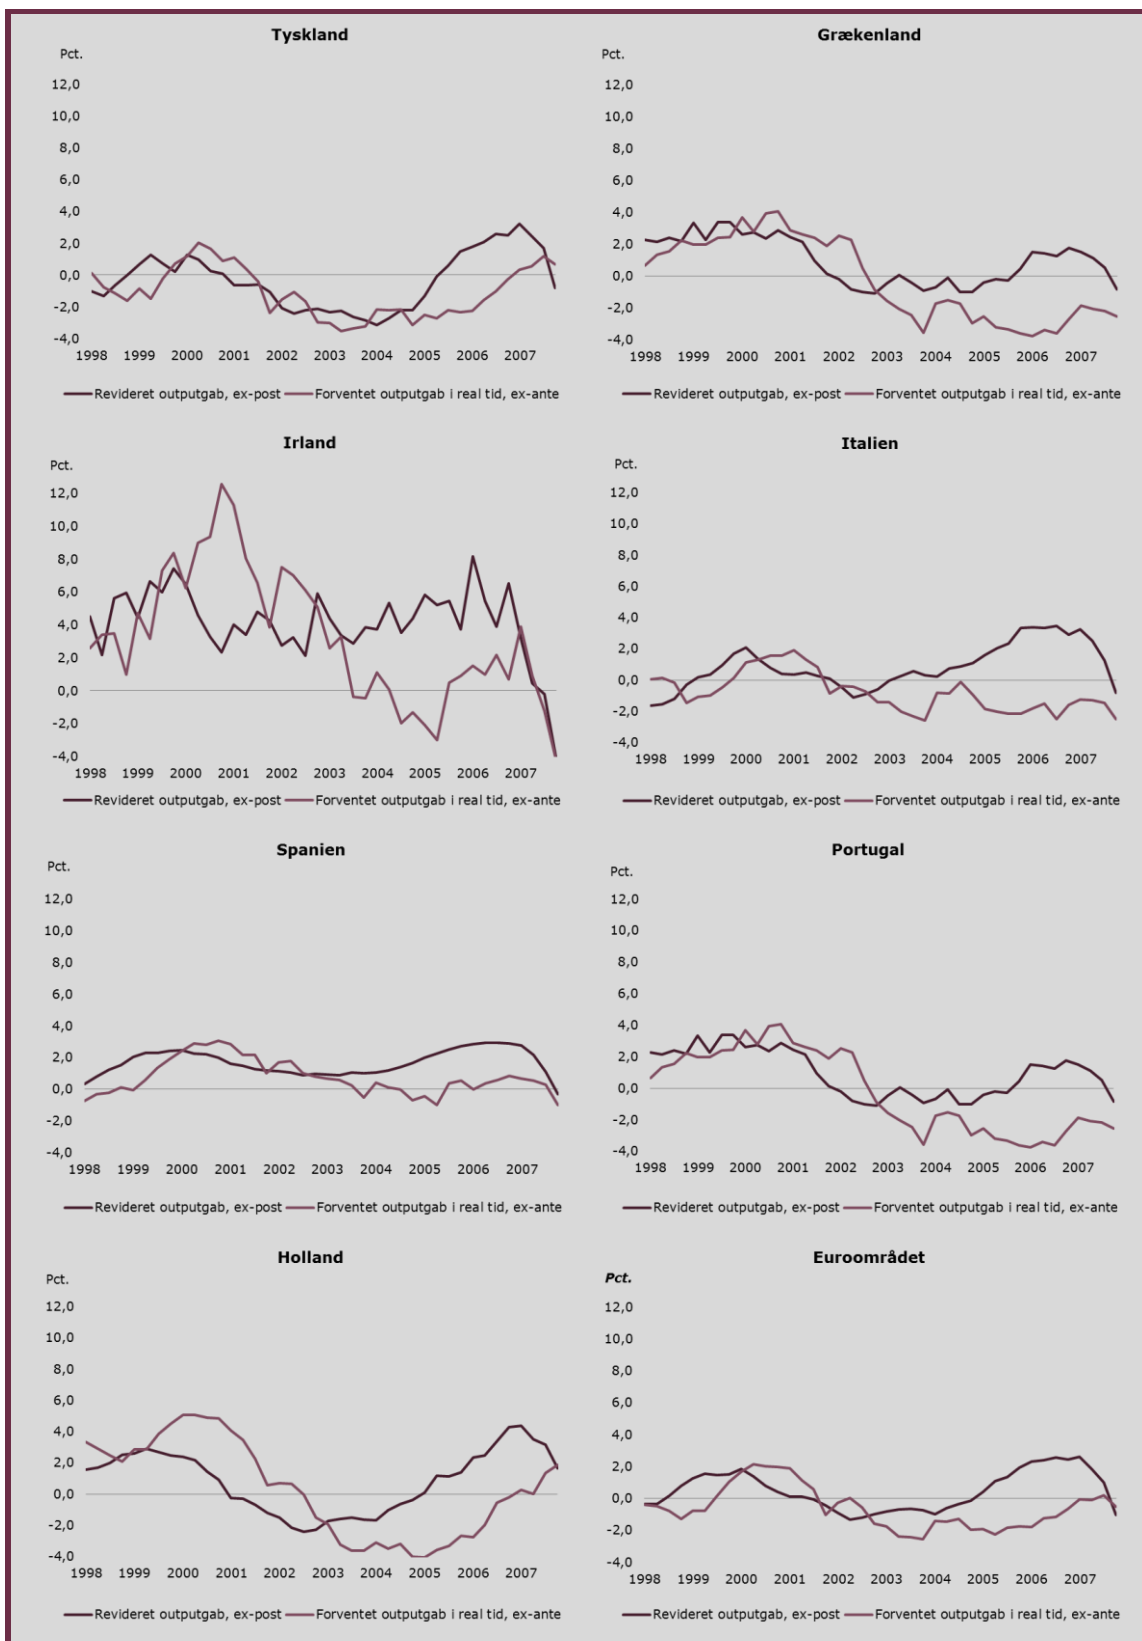 Tyskland
Pct.
12,0
10,0
8,0
6,0
4,0
2,0
0,0
-2,0
-4,0
1998 1999 2000 2001 2002 2003 2004 2005 2006 2007
Revideret outputgab, ex-post Forventet outputgab i real tid, ex-ante
Grækenland
Pct.
12,0
10,0
8,0
6,0
4,0
2,0
0,0
-2,0
-4,0
1998 1999 2000 2001 2002 2003 2004 2005 2006 2007
Revideret outputgab, ex-post Forventet outputgab i real tid, ex-ante
Irland
Pct.
12,0
10,0
8,0
6,0
4,0
2,0
0,0
-2,0
-4,0
1998 1999 2000 2001 2002 2003 2004 2005 2006 2007
Revideret outputgab, ex-post Forventet outputgab i real tid, ex-ante
Italien
Pct.
12,0
10,0
8,0
6,0
4,0
2,0
0,0
-2,0
-4,0
1998 1999 2000 2001 2002 2003 2004 2005 2006 2007
Revideret outputgab, ex-post Forventet outputgab i real tid, ex-ante
Spanien
Pct.
12,0
10,0
8,0
6,0
4,0
2,0
0,0
-2,0
-4,0
1998 1999 2000 2001 2002 2003 2004 2005 2006 2007
Revideret outputgab, ex-post Forventet outputgab i real tid, ex-ante
Portugal
Pct.
12,0
10,0
8,0
6,0
4,0
2,0
0,0
-2,0
-4,0
1998 1999 2000 2001 2002 2003 2004 2005 2006 2007
Revideret outputgab, ex-post Forventet outputgab i real tid, ex-ante
Holland
Pct.
12,0
10,0
8,0
6,0
4,0
2,0
0,0
-2,0
-4,0
1998 1999 2000 2001 2002 2003 2004 2005 2006 2007
Revideret outputgab, ex-post Forventet outputgab i real tid, ex-ante
Euroområdet
Pct.
12,0
10,0
8,0
6,0
4,0
2,0
0,0
-2,0
-4,0
1998 1999 2000 2001 2002 2003 2004 2005 2006 2007
Revideret outputgab, ex-post Forventet outputgab i real tid, ex-ante